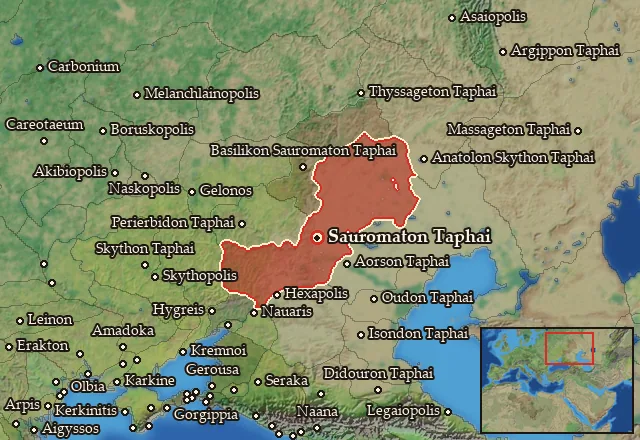 Asaiopolis
Argippon Taphai
Carbonium
Melanchlainopolis
Thyssageton Taphai
Careotaeum
Boruskopolis
Massageton Taphai
Basilikon Sauromaton Taphai
Anatolon Skython Taphai
Akibiopolis
Naskopolis
Gelonos
Perierbidon Taphai
Sauromaton Taphai
Skython Taphai
Aorson Taphai
Skythopolis
Hexapolis
Oudon Taphai
Hygreis
Nauaris
Leinon
Amadoka
Isondon Taphai
Erakton
Kremnoi
Gerousa
Didouron Taphai
Olbia
Karkine
Seraka
Arpis
Kerkinitis
Gorgippia
Naana
Legaiopolis
Aigyssos